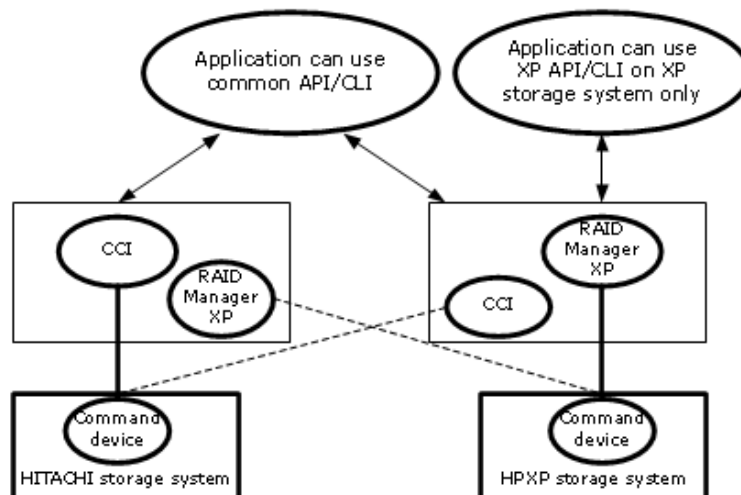 Application can use
common API/CLI
Application can use
XP API/CLI on XP
storage system only
CCI
RAID
Manager
XP
RAID
Manager
XP
CCI
Command
device
HITACHI storage system
Command
device
HPXP storage system